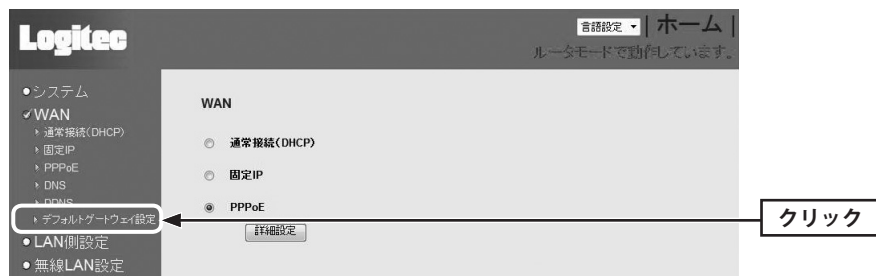 Logitec
言語設定 | ホーム |
ルータモードで動作しています。
●システム
WAN
通常接続(DHCP)
固定IP
PPPoE
DNS
DDNS
デフォルトゲートウェイ設定
●LAN側設定
●無線LAN設定
WAN
通常接続(DHCP)
固定IP
PPPoE
詳細設定
クリック